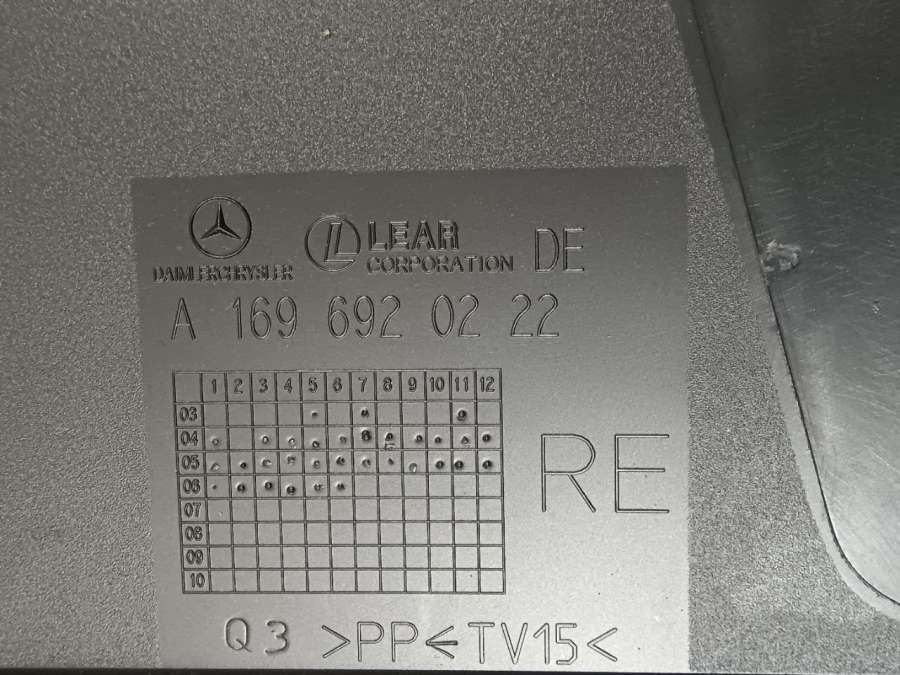 LEAR DE
DAIMLERCHRYSLER CORPORATION
A 169 692 02 22
1 2 3 4 5 6 7 8 9 10 11 12
03
04
05
06
07
08
09
10
RE
Q3 >PP<TV15<